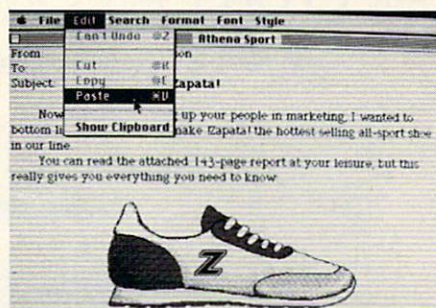 File Edit Search Format Font Style
Athena Sport
Can't Undo ⌘Z
From
To
Cut ⌘X
Subject
Copy ⌘C
Zapata!
Paste ⌘V
Now up your people in marketing, I wanted to
Show Clipboard
bottom make Zapata! the hottest selling all-sport shoe
in our line.
You can read the attached 143-page report at your leisure, but this
really gives you everything you need to know:
Z